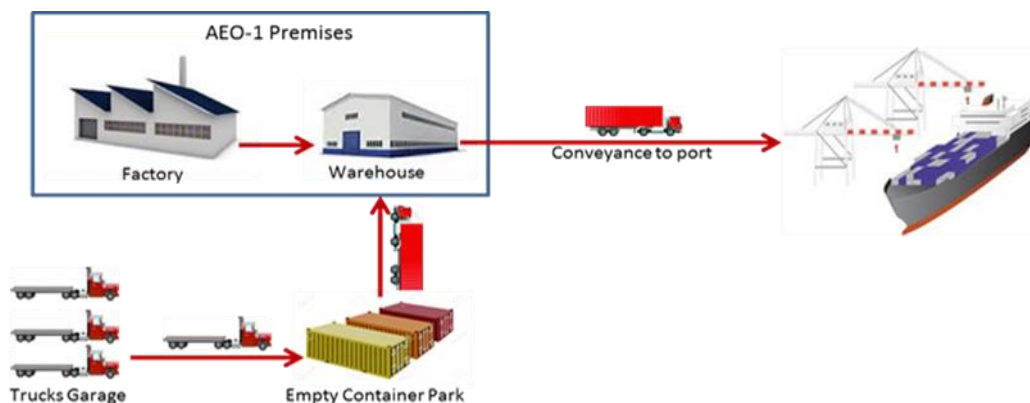 AEO-1 Premises
Factory
Warehouse
Conveyance to port
Trucks Garage
Empty Container Park